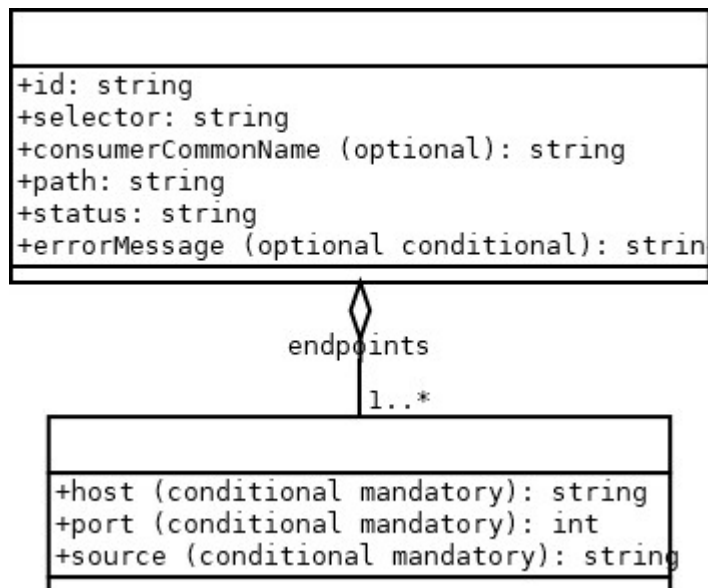 +id: string
+selector: string
+consumerCommonName (optional): string
+path: string
+status: string
+errorMessage (optional conditional): strin
endpoints
1..*
+host (conditional mandatory): string
+port (conditional mandatory): int
+source (conditional mandatory): string